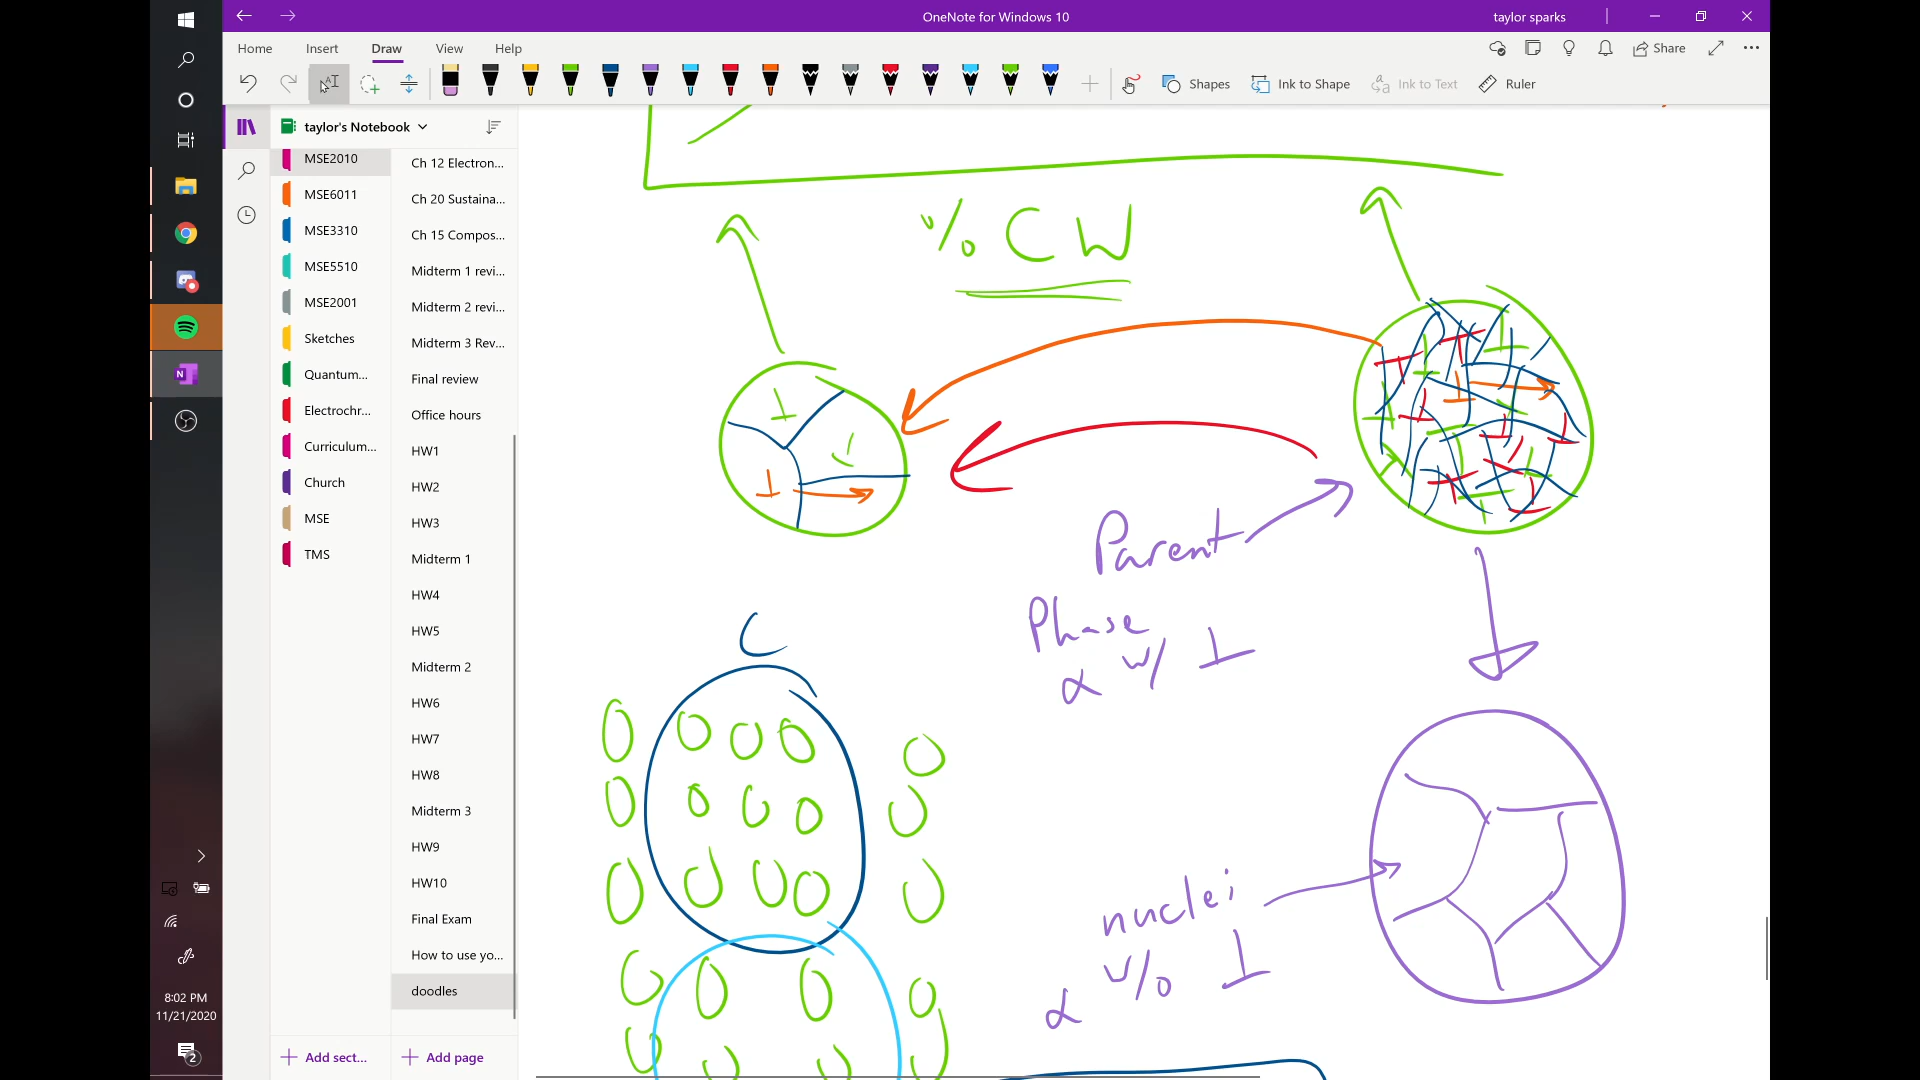 OneNote for Windows 10
taylor sparks
Home Insert Draw View Help
Share
Shapes Ink to Shape Ink to Text Ruler
taylor's Notebook
MSE2010
MSE6011
MSE3310
MSE5510
MSE2001
Sketches
Quantum...
Electrochr...
Curriculum...
Church
MSE
TMS
Add sect...
Ch 12 Electron...
Ch 20 Sustaina...
Ch 15 Compos...
Midterm 1 revi...
Midterm 2 revi...
Midterm 3 Rev...
Final review
Office hours
HW1
HW2
HW3
Midterm 1
HW4
HW5
Midterm 2
HW6
HW7
HW8
Midterm 3
HW9
HW10
Final Exam
How to use yo...
doodles
Add page
% CW
Parent
Phase
α w/ ⊥
C
nuclei
α w/o ⊥
8:02 PM
11/21/2020
2